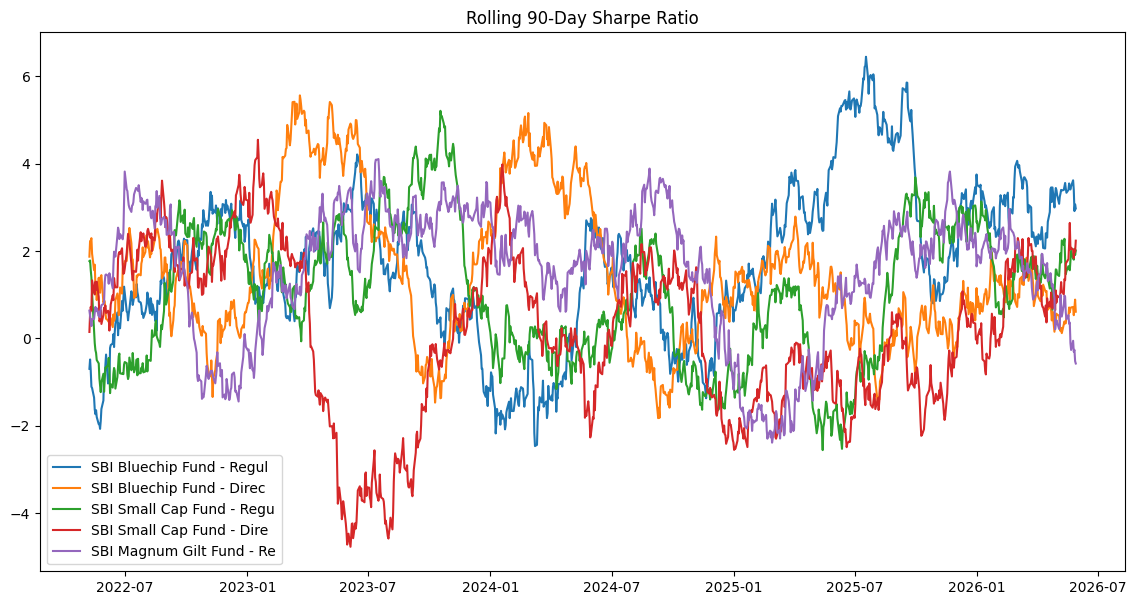 Rolling 90-Day Sharpe Ratio
6
4
2
0
−2
−4
SBI Bluechip Fund - Regul
SBI Bluechip Fund - Direc
SBI Small Cap Fund - Regu
SBI Small Cap Fund - Dire
SBI Magnum Gilt Fund - Re
2022-07 2023-01 2023-07 2024-01 2024-07 2025-01 2025-07 2026-01 2026-07